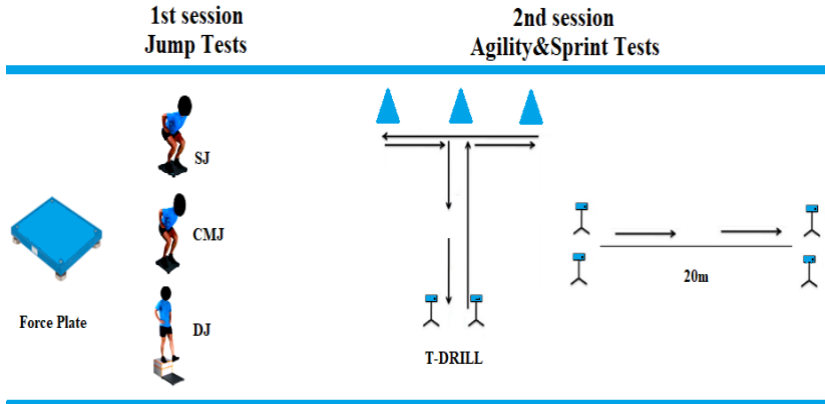 1st session
Jump Tests
2nd session
Agility&Sprint Tests
SJ
CMJ
DJ
Force Plate
T-DRILL
20m